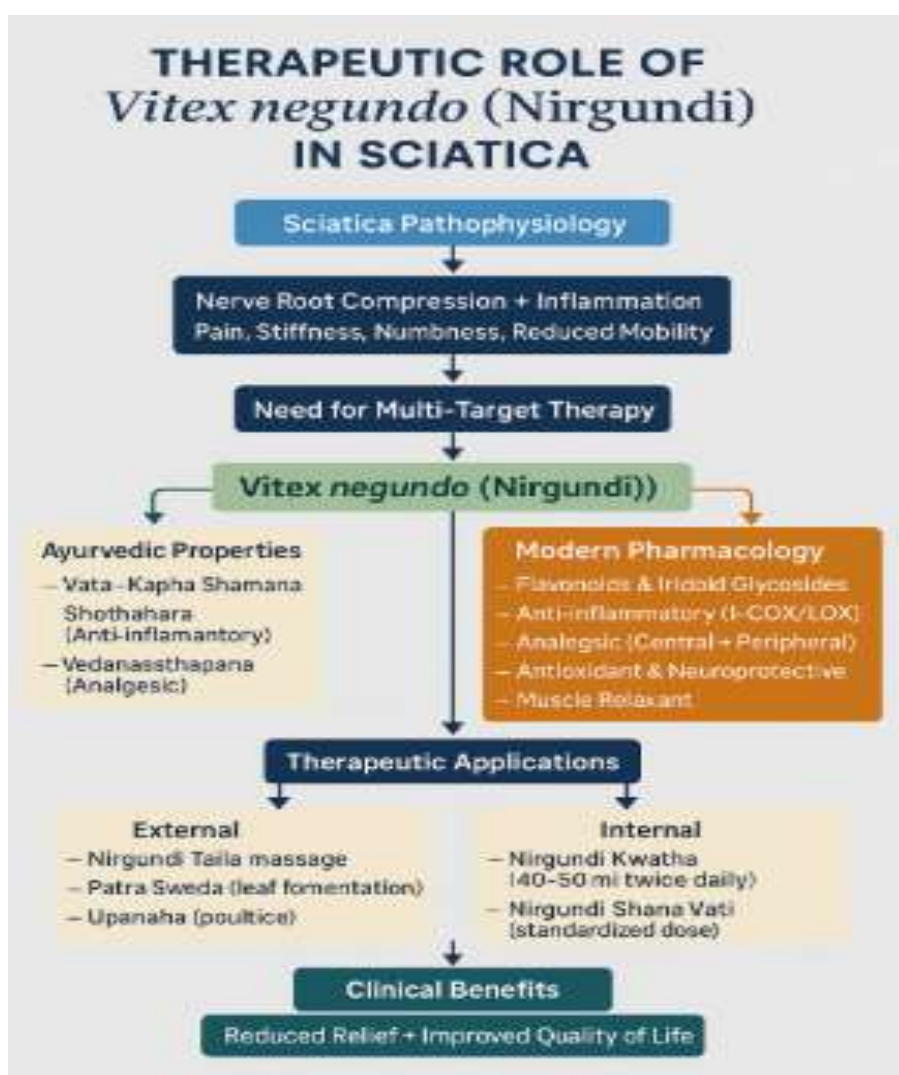 THERAPEUTIC ROLE OF
Vitex negundo (Nirgundi)
IN SCIATICA
Sciatica Pathophysiology
Nerve Root Compression + Inflammation
Pain, Stiffness, Numbness, Reduced Mobility
Need for Multi-Target Therapy
Vitex negundo (Nirgundi))
Ayurvedic Properties
– Vata-Kapha Shamana
Shothahara
(Anti-inflamantory)
– Vedanassthapana
(Analgesic)
Modern Pharmacology
– Flavonoids & Iridoid Glycosides
– Anti-inflammatory (I-COX/LOX)
– Analegsic (Central + Peripheral)
– Antioxidant & Neuroprotective
– Muscle Relaxant
Therapeutic Applications
External
– Nirgundi Taila massage
– Patra Sweda (leaf fomentation)
– Upanaha (poultice)
Internal
– Nirgundi Kwatha
(40-50 ml twice daily)
– Nirgundi Shana Vati
(standardized dose)
Clinical Benefits
Reduced Relief + Improved Quality of Life